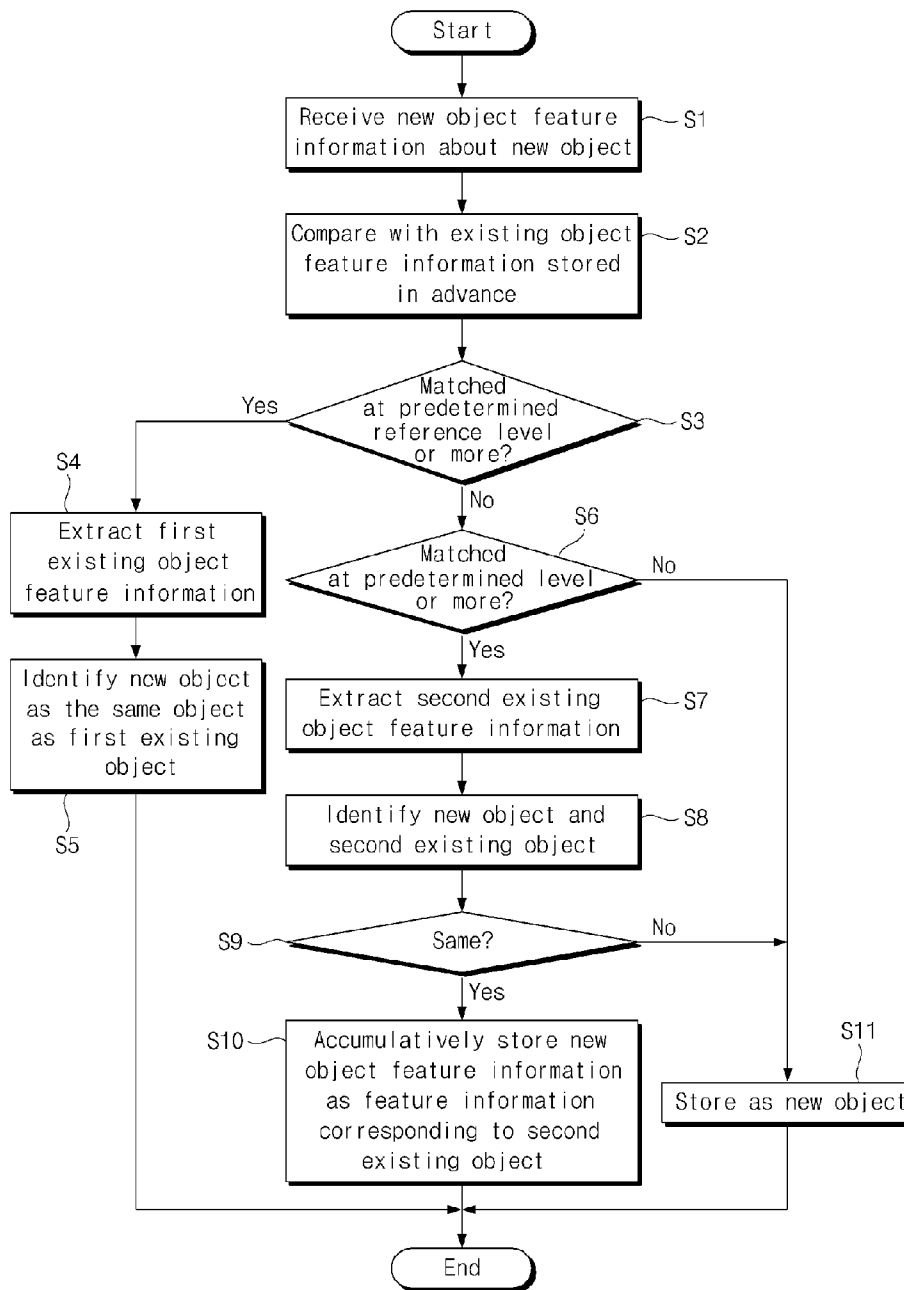 Start
Receive new object feature
information about new object
S1
Compare with existing object
feature information stored
in advance
S2
Matched
at predetermined
reference level
or more?
S3
Yes
No
S4
Extract first
existing object
feature information
S6
Matched
at predetermined level
or more?
No
Yes
Identify new object
as the same object
as first existing
object
S5
Extract second existing
object feature information
S7
Identify new object and
second existing object
S8
S9
Same?
No
Yes
S10
Accumulatively store new
object feature information
as feature information
corresponding to second
existing object
S11
Store as new object
End